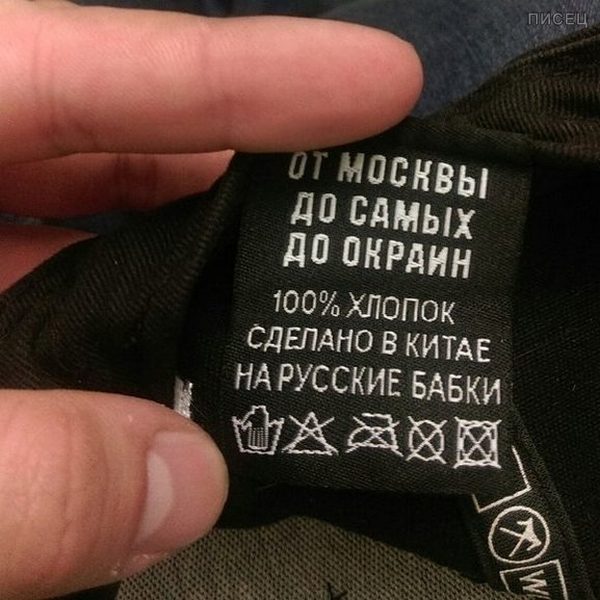 ПИСЕЦ
ОТ МОСКВЫ
ДО САМЫХ
ДО ОКРАИН
100% ХЛОПОК
СДЕЛАНО В КИТАЕ
НА РУССКИЕ БАБКИ